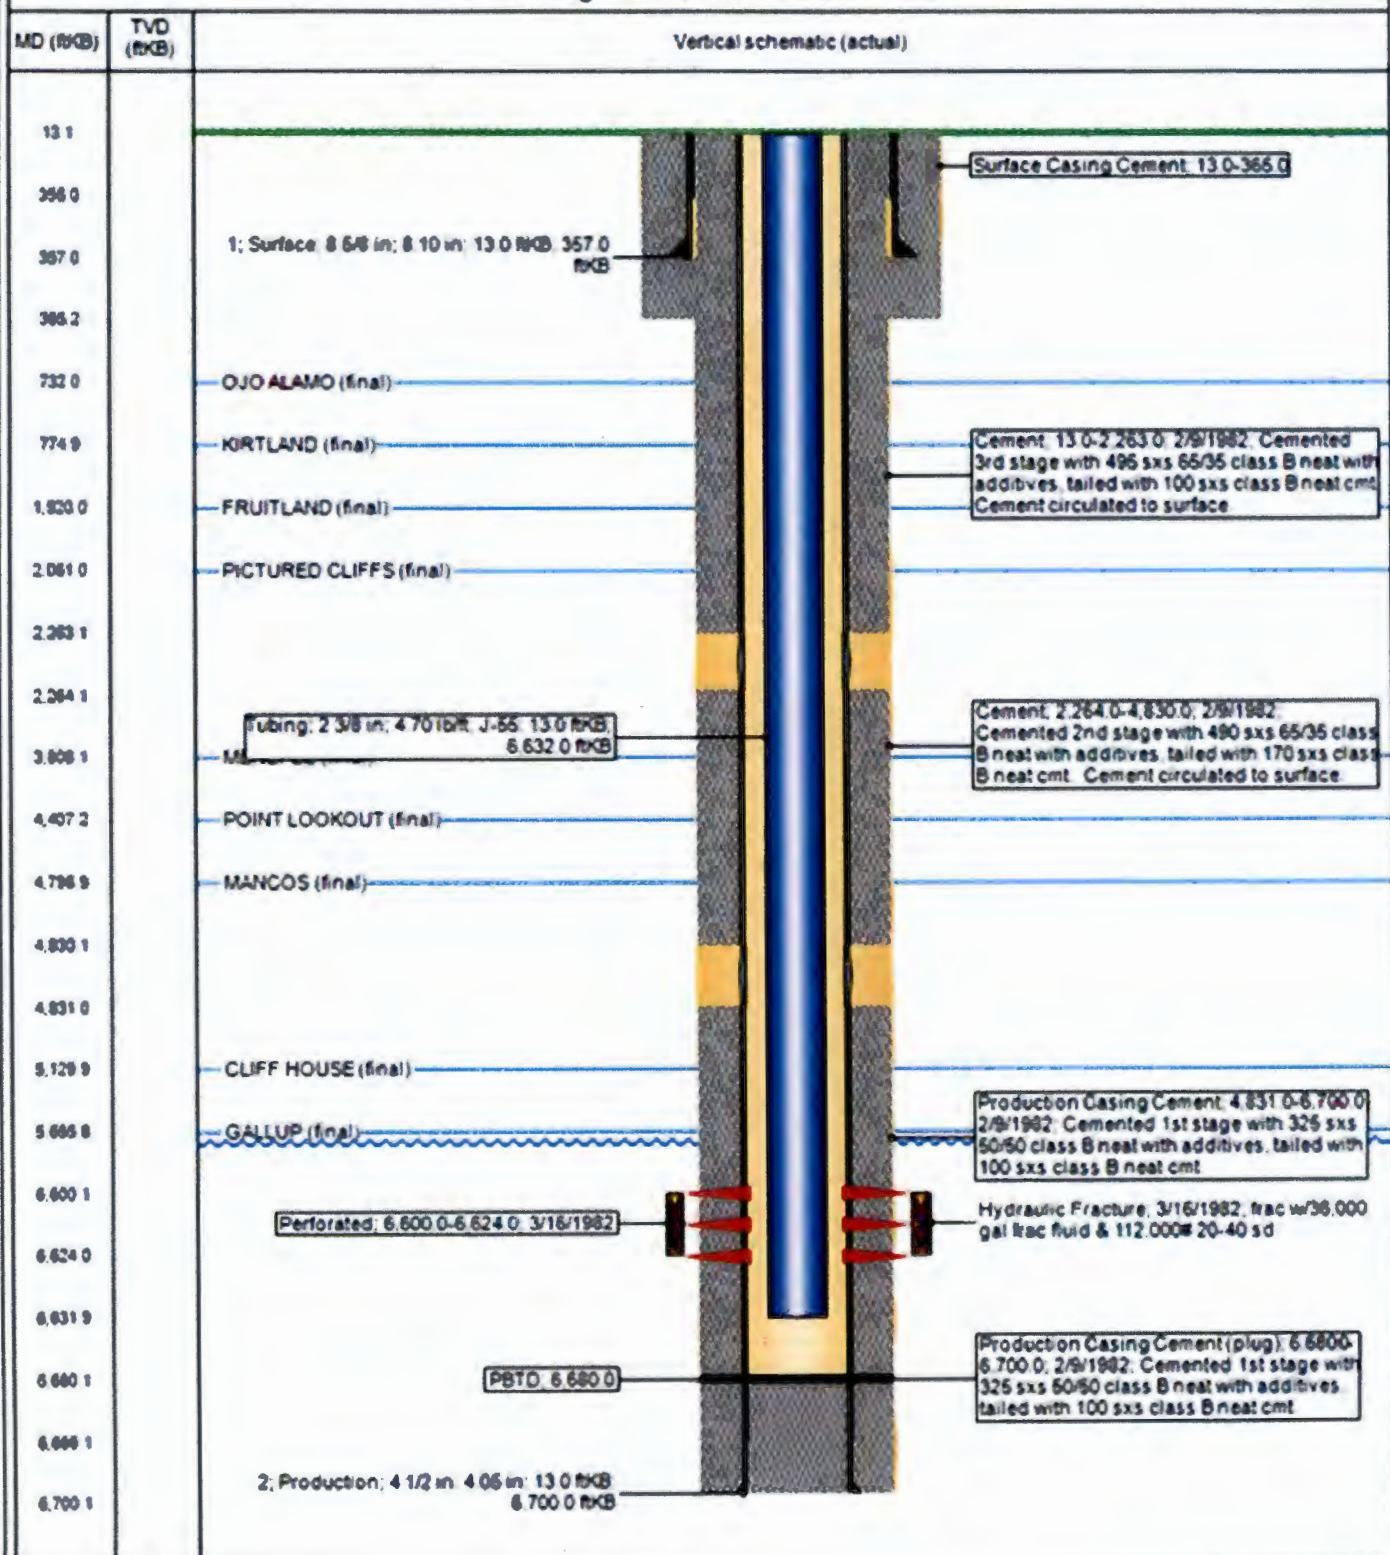 MD (ftKB)
TVD
(ftKB)
Vertical schematic (actual)
13.1
356.0
357.0
365.2
732.0
774.9
1,920.0
2,051.0
2,263.1
2,264.1
4,407.2
4,796.9
4,830.1
4,831.0
5,129.9
6,600.1
6,624.0
6,631.9
6,680.1
6,700.1
1; Surface; 8 5/8 in; 8.10 in; 13.0 ftKB; 357.0
ftKB
OJO ALAMO (final)
KIRTLAND (final)
FRUITLAND (final)
PICTURED CLIFFS (final)
Tubing; 2 3/8 in; 4.70 lb/ft; J-55; 13.0 ftKB;
6,632.0 ftKB
POINT LOOKOUT (final)
MANCOS (final)
CLIFF HOUSE (final)
GALLUP (final)
Perforated; 6,600.0-6,624.0; 3/16/1982
PBTD; 6,680.0
2; Production; 4 1/2 in; 4.05 in; 13.0 ftKB
6,700.0 ftKB
Surface Casing Cement; 13.0-365.0
Cement; 13.0-2,263.0; 2/9/1982; Cemented
3rd stage with 495 sxs 65/35 class B neat with
additives, tailed with 100 sxs class B neat cmt.
Cement circulated to surface.
Cement; 2,264.0-4,830.0; 2/9/1982;
Cemented 2nd stage with 490 sxs 65/35 class
B neat with additives, tailed with 170 sxs class
B neat cmt. Cement circulated to surface.
Production Casing Cement; 4,831.0-6,700.0;
2/9/1982; Cemented 1st stage with 325 sxs
50/50 class B neat with additives, tailed with
100 sxs class B neat cmt
Hydraulic Fracture; 3/16/1982; frac w/36,000
gal frac fluid & 112,000# 20-40 sd
Production Casing Cement (plug); 6,680.0-
6,700.0; 2/9/1982; Cemented 1st stage with
325 sxs 50/50 class B neat with additives,
tailed with 100 sxs class B neat cmt